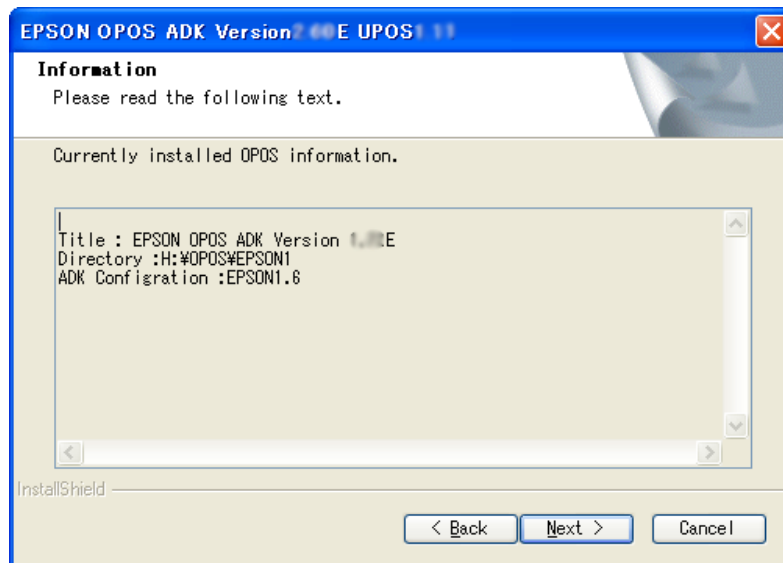 EPSON OPOS ADK Version E UPOS
Information
Please read the following text.
Currently installed OPOS information.
Title : EPSON OPOS ADK Version E
Directory :H:¥OPOS¥EPSON1
ADK Configration :EPSON1.6
InstallShield
< Back
Next >
Cancel